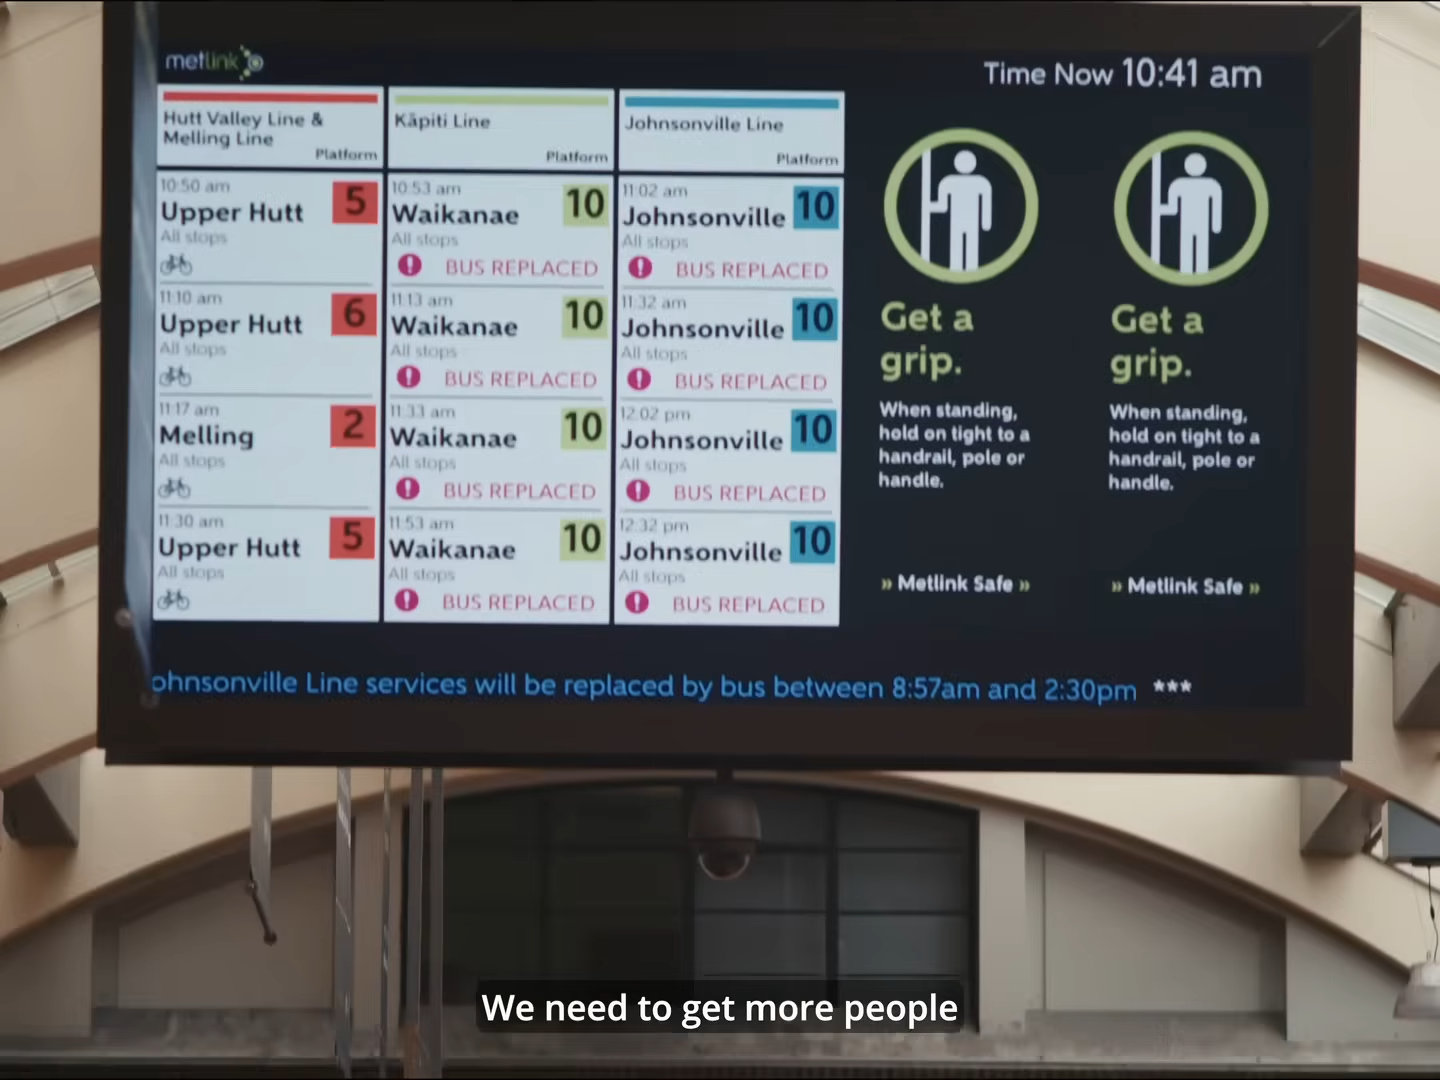 metlink
Time Now 10:41 am
Hutt Valley Line &
Melling Line
Platform
10:50 am
Upper Hutt 5
All stops
11:10 am
Upper Hutt 6
All stops
11:17 am
Melling 2
All stops
11:30 am
Upper Hutt 5
All stops
Kāpiti Line
Platform
10:53 am
Waikanae 10
All stops
BUS REPLACED
11:13 am
Waikanae 10
All stops
BUS REPLACED
11:33 am
Waikanae 10
All stops
BUS REPLACED
11:53 am
Waikanae 10
All stops
BUS REPLACED
Johnsonville Line
Platform
11:02 am
Johnsonville 10
All stops
BUS REPLACED
11:32 am
Johnsonville 10
All stops
BUS REPLACED
12:02 pm
Johnsonville 10
All stops
BUS REPLACED
12:32 pm
Johnsonville 10
All stops
BUS REPLACED
Get a
grip.
When standing,
hold on tight to a
handrail, pole or
handle.
» Metlink Safe »
Get a
grip.
When standing,
hold on tight to a
handrail, pole or
handle.
» Metlink Safe »
ohnsonville Line services will be replaced by bus between 8:57am and 2:30pm ***
We need to get more people